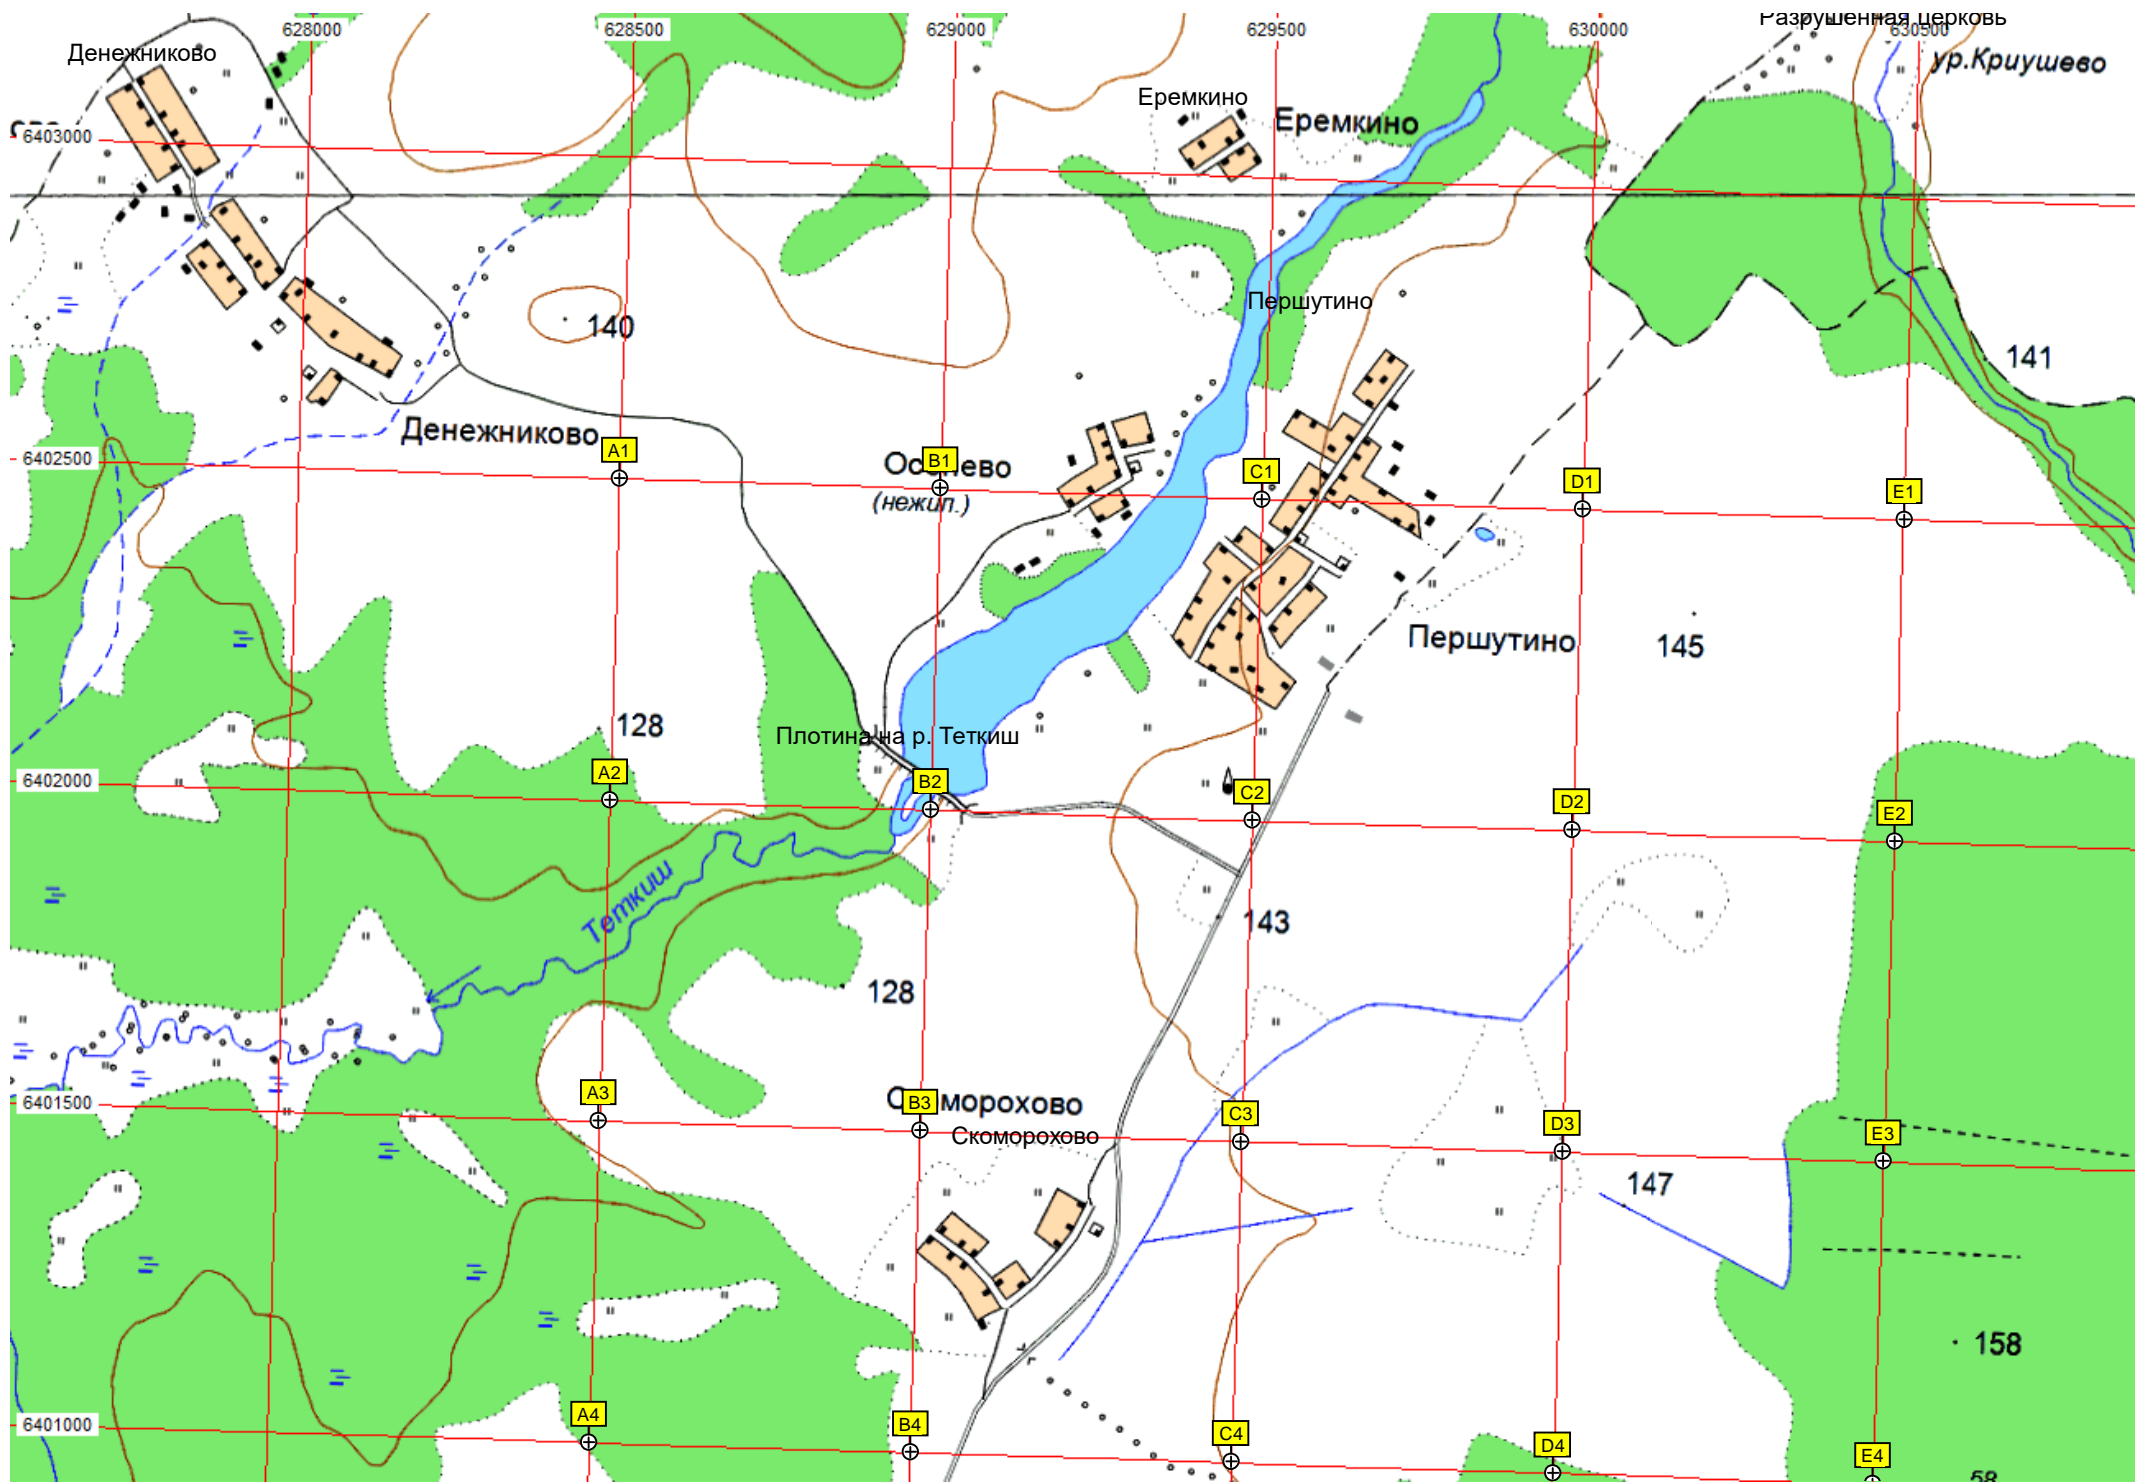 Разрушенная церковь
628000 628500 629000 629500 630000 630500
Денежниково
ур.Криушево
Еремкино
Еремкино
6403000
Першутино
140
141
Денежниково
6402500
A1
B1
C1
D1
E1
(нежил.)
Першутино
145
128
Плотина на р. Теткиш
6402000
A2
B2
C2
D2
E2
Теткиш
143
128
6401500
A3
B3
C3
D3
E3
Скоморохово
147
158
6401000
A4
B4
C4
D4
E4